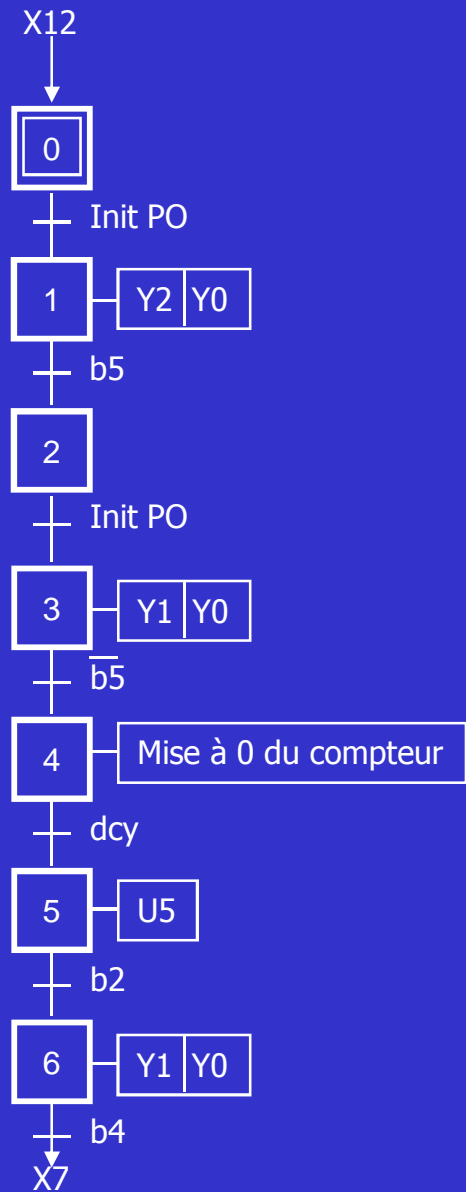 X12
0
Init PO
1 Y2 Y0
b5
2
Init PO
3 Y1 Y0
b̅5̅
4 Mise à 0 du compteur
dcy
5 U5
b2
6 Y1 Y0
b4
X7